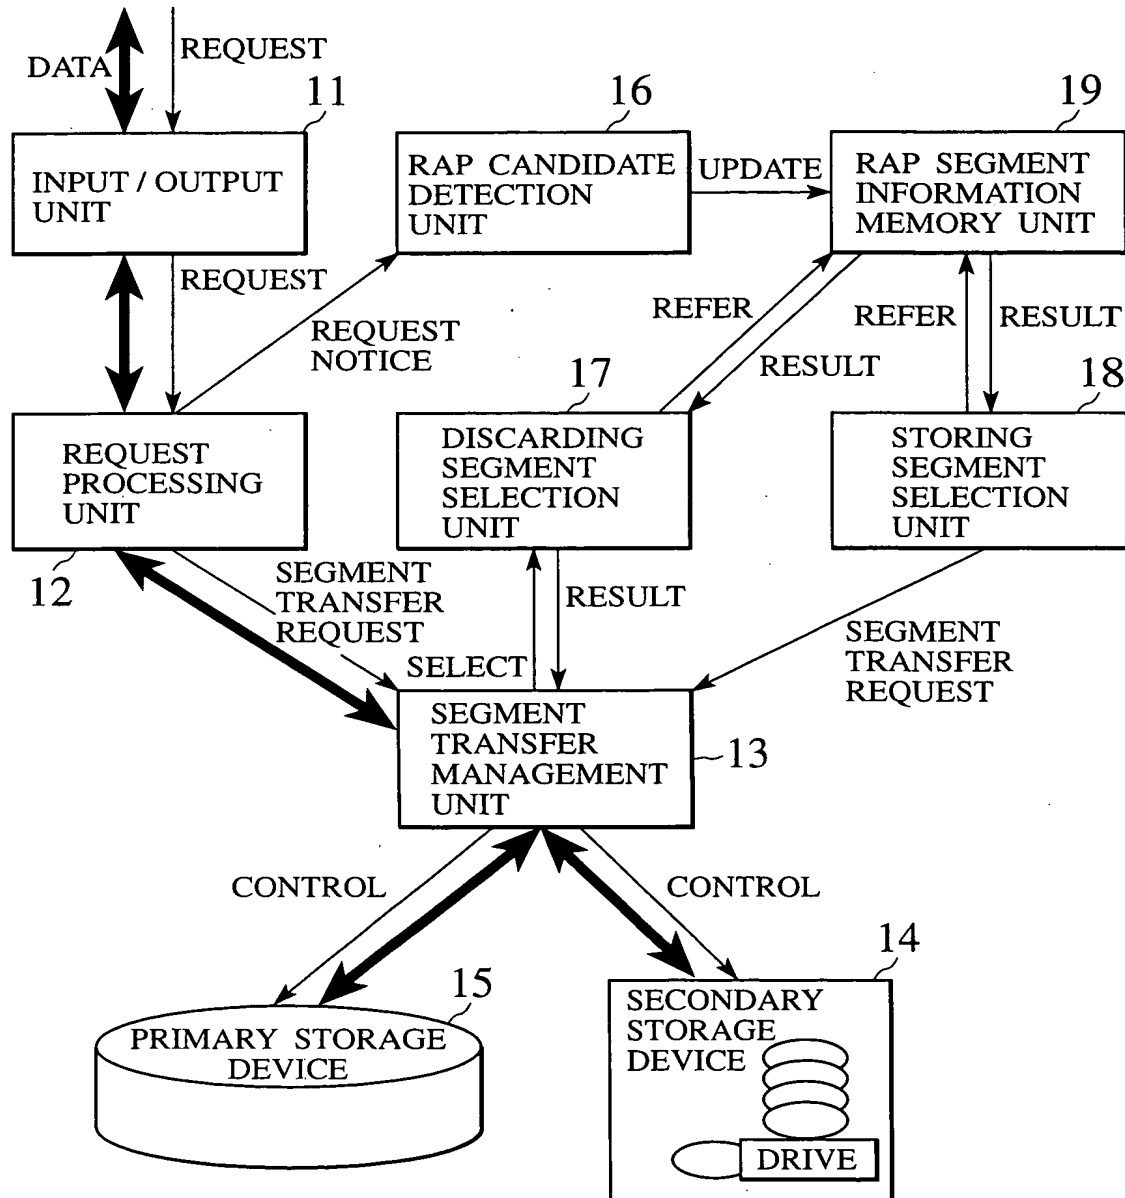 REQUEST
DATA
11
16
19
INPUT / OUTPUT
UNIT
RAP CANDIDATE
DETECTION
UNIT
UPDATE
RAP SEGMENT
INFORMATION
MEMORY UNIT
REQUEST
REQUEST
NOTICE
REFER
RESULT
REFER
RESULT
17
18
REQUEST
PROCESSING
UNIT
DISCARDING
SEGMENT
SELECTION
UNIT
STORING
SEGMENT
SELECTION
UNIT
12
SEGMENT
TRANSFER
REQUEST
RESULT
SELECT
SEGMENT
TRANSFER
REQUEST
SEGMENT
TRANSFER
MANAGEMENT
UNIT
13
CONTROL
CONTROL
14
15
PRIMARY STORAGE
DEVICE
SECONDARY
STORAGE
DEVICE
DRIVE